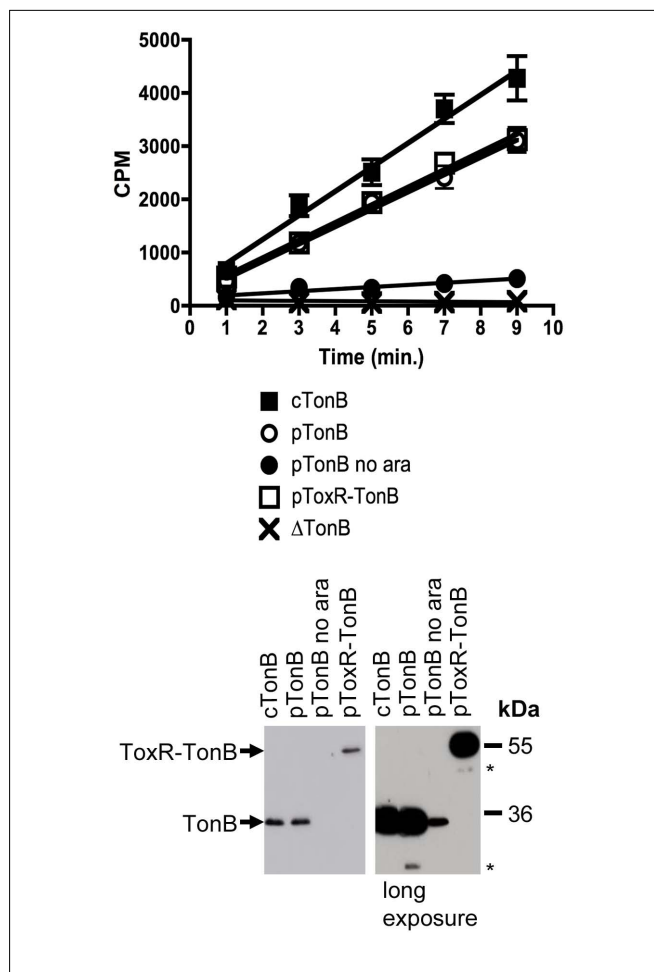 5000
4000
3000
2000
1000
0
CPM
0 1 2 3 4 5 6 7 8 9 10
Time (min.)
cTonB
pTonB
pTonB no ara
pToxR-TonB
ΔTonB
cTonB
pTonB
pTonB no ara
pToxR-TonB
cTonB
pTonB
pTonB no ara
pToxR-TonB
kDa
ToxR-TonB
55
*
TonB
36
*
long
exposure